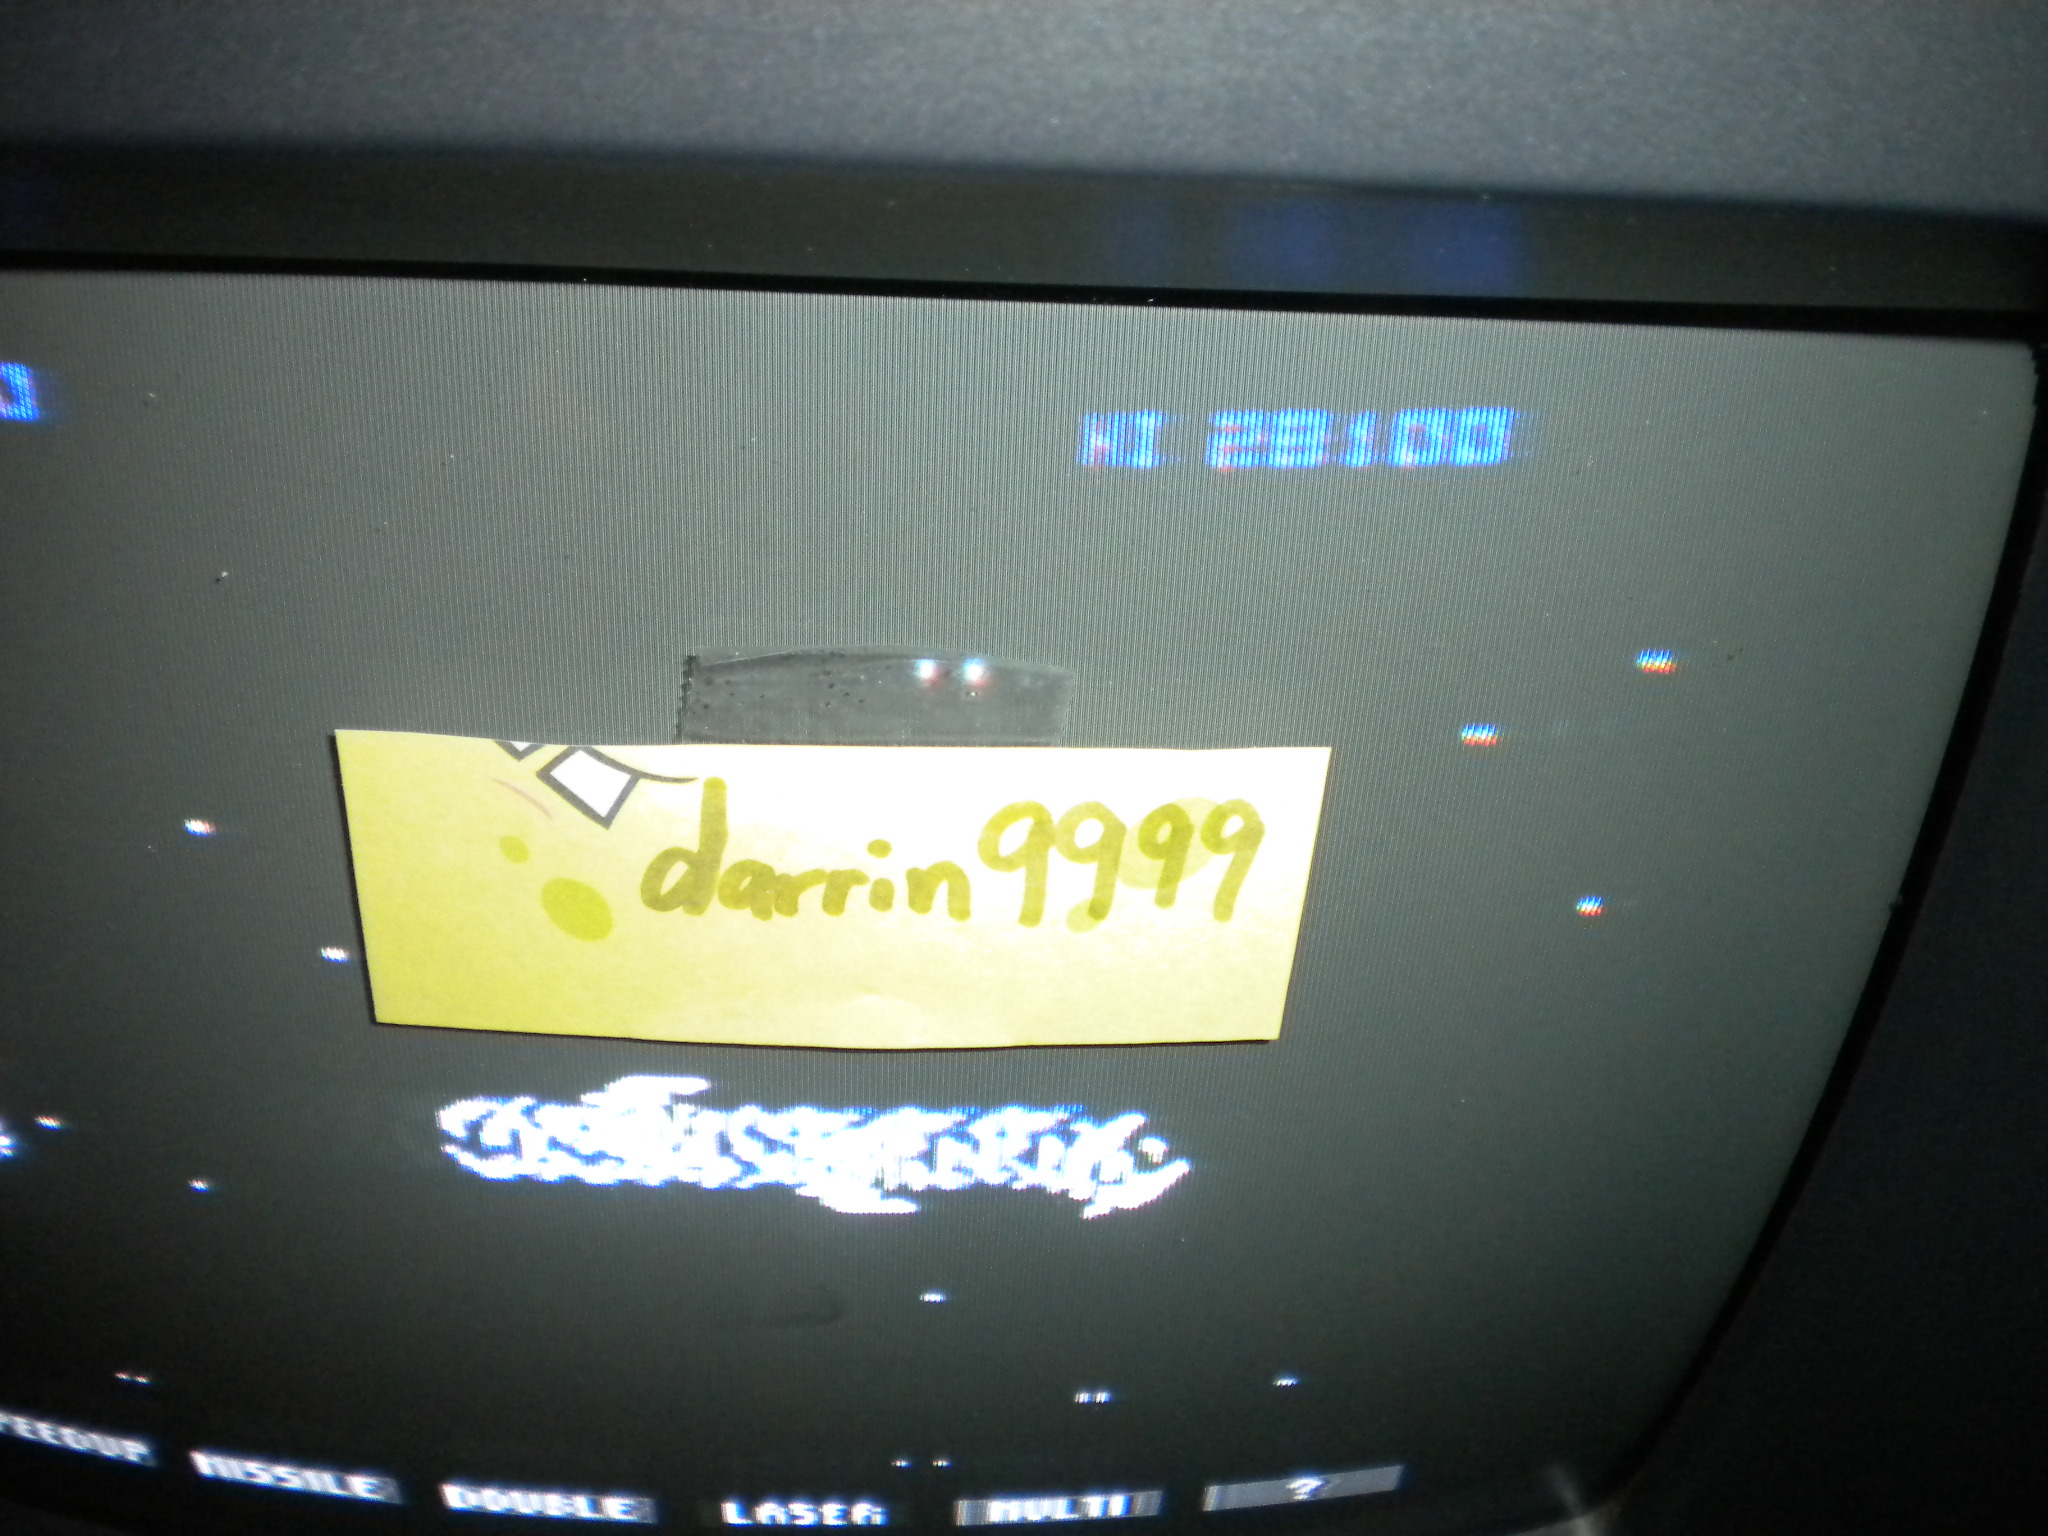 HI 28100
darrin9999
MISSILE DOUBLE LASER MULTI ?